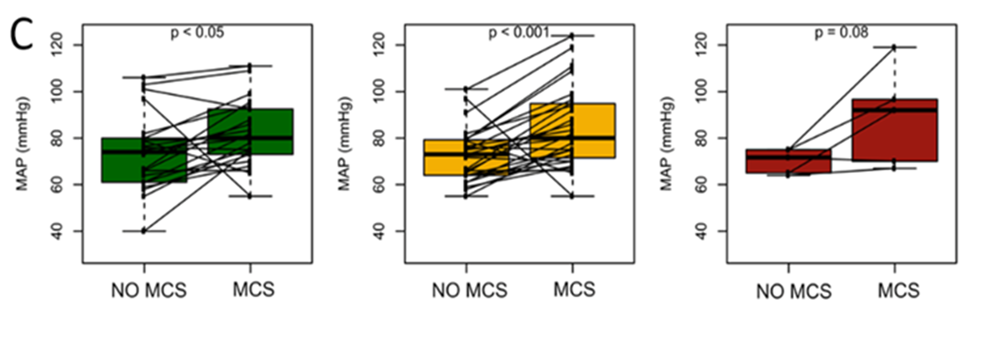 C
p < 0.05
120
100
80
60
40
MAP (mmHg)
NO MCS
MCS
p < 0.001
120
100
80
60
40
MAP (mmHg)
NO MCS
MCS
p = 0.08
120
100
80
60
40
MAP (mmHg)
NO MCS
MCS